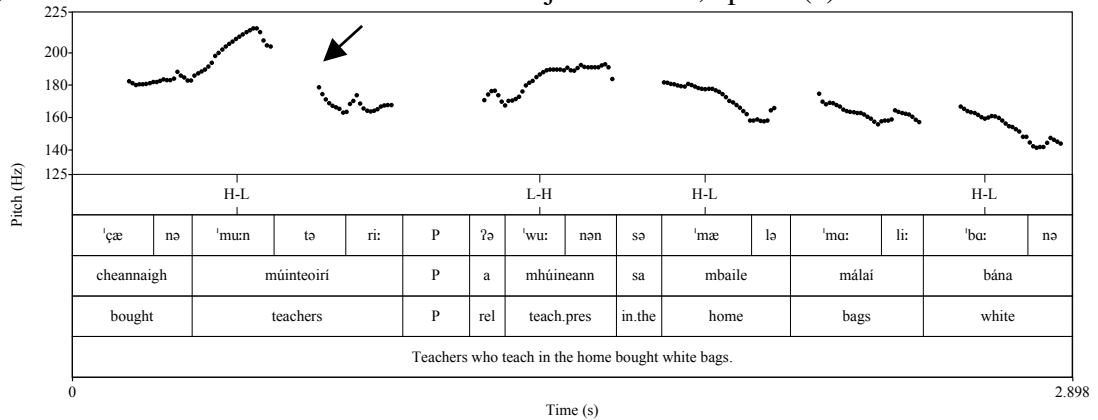 225
200
180
160
140
125
Pitch (Hz)
H-L L-H H-L H-L
ˈçæ nə ˈmuːn tə riː P ʔə ˈwuː nən sə ˈmæ lə ˈmɑː liː ˈbɑː nə
cheannaigh múinteoirí P a mhúineann sa mbaile málaí bána
bought teachers P rel teach.pres in.the home bags white
Teachers who teach in the home bought white bags.
0 2.898
Time (s)